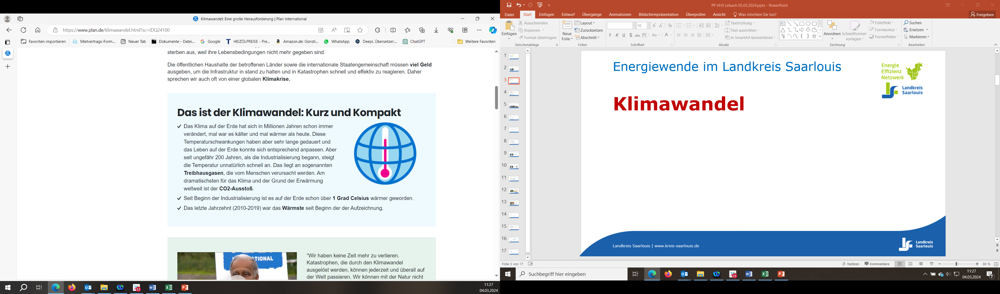 Klimawandel: Eine große Herausforderung | Plan International
https://www.plan.de/klimawandel.html?sc=IDQ24100
Favoriten importieren
Mietvertrags-Form...
Neuer Tab
Dokumente - Datei...
Google
HEIZÖLPREISE - Pre...
Amazon.de: Günsti...
WhatsApp
DeepL Übersetzer:...
ChatGPT
Weitere Favoriten
sterben aus, weil ihre Lebensbedingungen nicht mehr gegeben sind.
Die öffentlichen Haushalte der betroffenen Länder sowie die internationale Staatengemeinschaft müssen viel Geld
ausgeben, um die Infrastruktur in stand zu halten und in Katastrophen schnell und effektiv zu reagieren. Daher
sprechen wir auch oft von einer globalen Klimakrise.
Das ist der Klimawandel: Kurz und Kompakt
Das Klima auf der Erde hat sich in Millionen Jahren schon immer
verändert, mal war es kälter und mal wärmer als heute. Diese
Temperaturschwankungen haben aber sehr lange gedauert und
das Leben auf der Erde konnte sich entsprechend anpassen. Aber
seit ungefähr 200 Jahren, als die Industrialisierung begann, steigt
die Temperatur unnatürlich schnell an. Das liegt an sogenannten
Treibhausgasen, die vom Menschen verursacht werden. Am
dramatischsten für das Klima und der Grund der Erwärmung
weltweit ist der CO2-Ausstoß.
Seit Beginn der Industrialisierung ist es auf der Erde schon über 1 Grad Celsius wärmer geworden.
Das letzte Jahrzehnt (2010-2019) war das Wärmste seit Beginn der der Aufzeichnung.
NATIONAL
“Wir haben keine Zeit mehr zu verlieren.
Katastrophen, die durch den Klimawandel
ausgelöst werden, können jederzeit und überall auf
der Welt passieren. Wir können mit der Natur nicht
11:27
04.03.2024
PP VHS Lebach 05.03.2024.pptx - PowerPoint
Datei
Start
Einfügen
Entwurf
Übergänge
Animationen
Bildschirmpräsentation
Überprüfen
Ansicht
Was möchten Sie tun?
Freigeben
Einfügen
Ausschneiden
Kopieren
Format übertragen
Zwischenablage
Neue
Folie
Layout
Zurücksetzen
Abschnitt
Folien
18
F K U S abc AV Aa A
Schriftart
Textrichtung
Text ausrichten
In SmartArt konvertieren
Absatz
Anordnen
Schnellformat-
vorlagen
Fülleffekt
Formkontur
Formeffekte
Zeichnung
Suchen
Ersetzen
Markieren
Bearbeiten
1
2
3
4
5
6
7
8
9
10
11
12
13
14
15
16
17
Energiewende im Landkreis Saarlouis
Energie
Effizienz
Netzwerk
Landkreis
Saarlouis
Klimawandel
Landkreis Saarlouis | www.kreis-saarlouis.de
Landkreis
Saarlouis
Folie 3 von 17
Notizen
Kommentare
88 %
Suchbegriff hier eingeben
11:27
04.03.2024
7